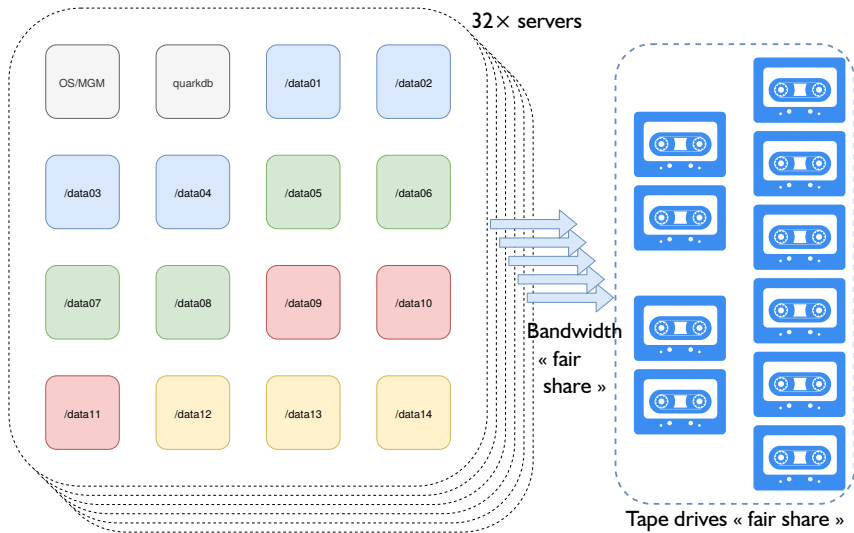 32× servers
OS/MGM
quarkdb
/data01
/data02
/data03
/data04
/data05
/data06
/data07
/data08
/data09
/data10
/data11
/data12
/data13
/data14
Bandwidth
« fair
share »
Tape drives « fair share »